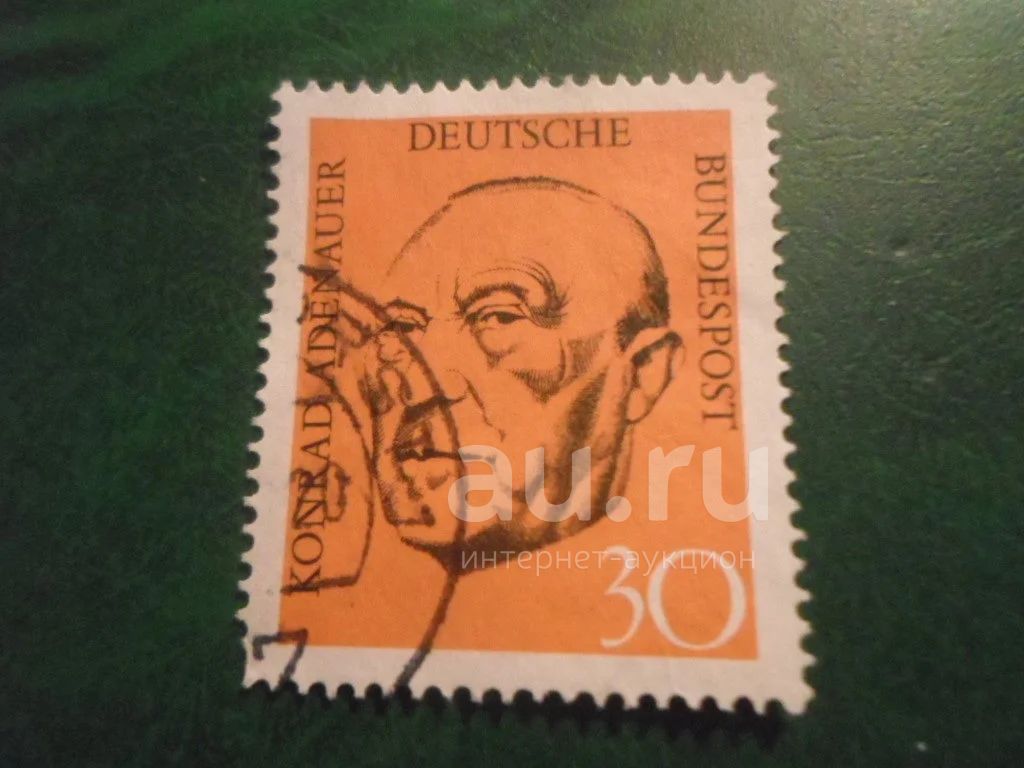 DEUTSCHE
BUNDESPOST
KONRAD ADENAUER
30
au.ru
интернет-аукцион